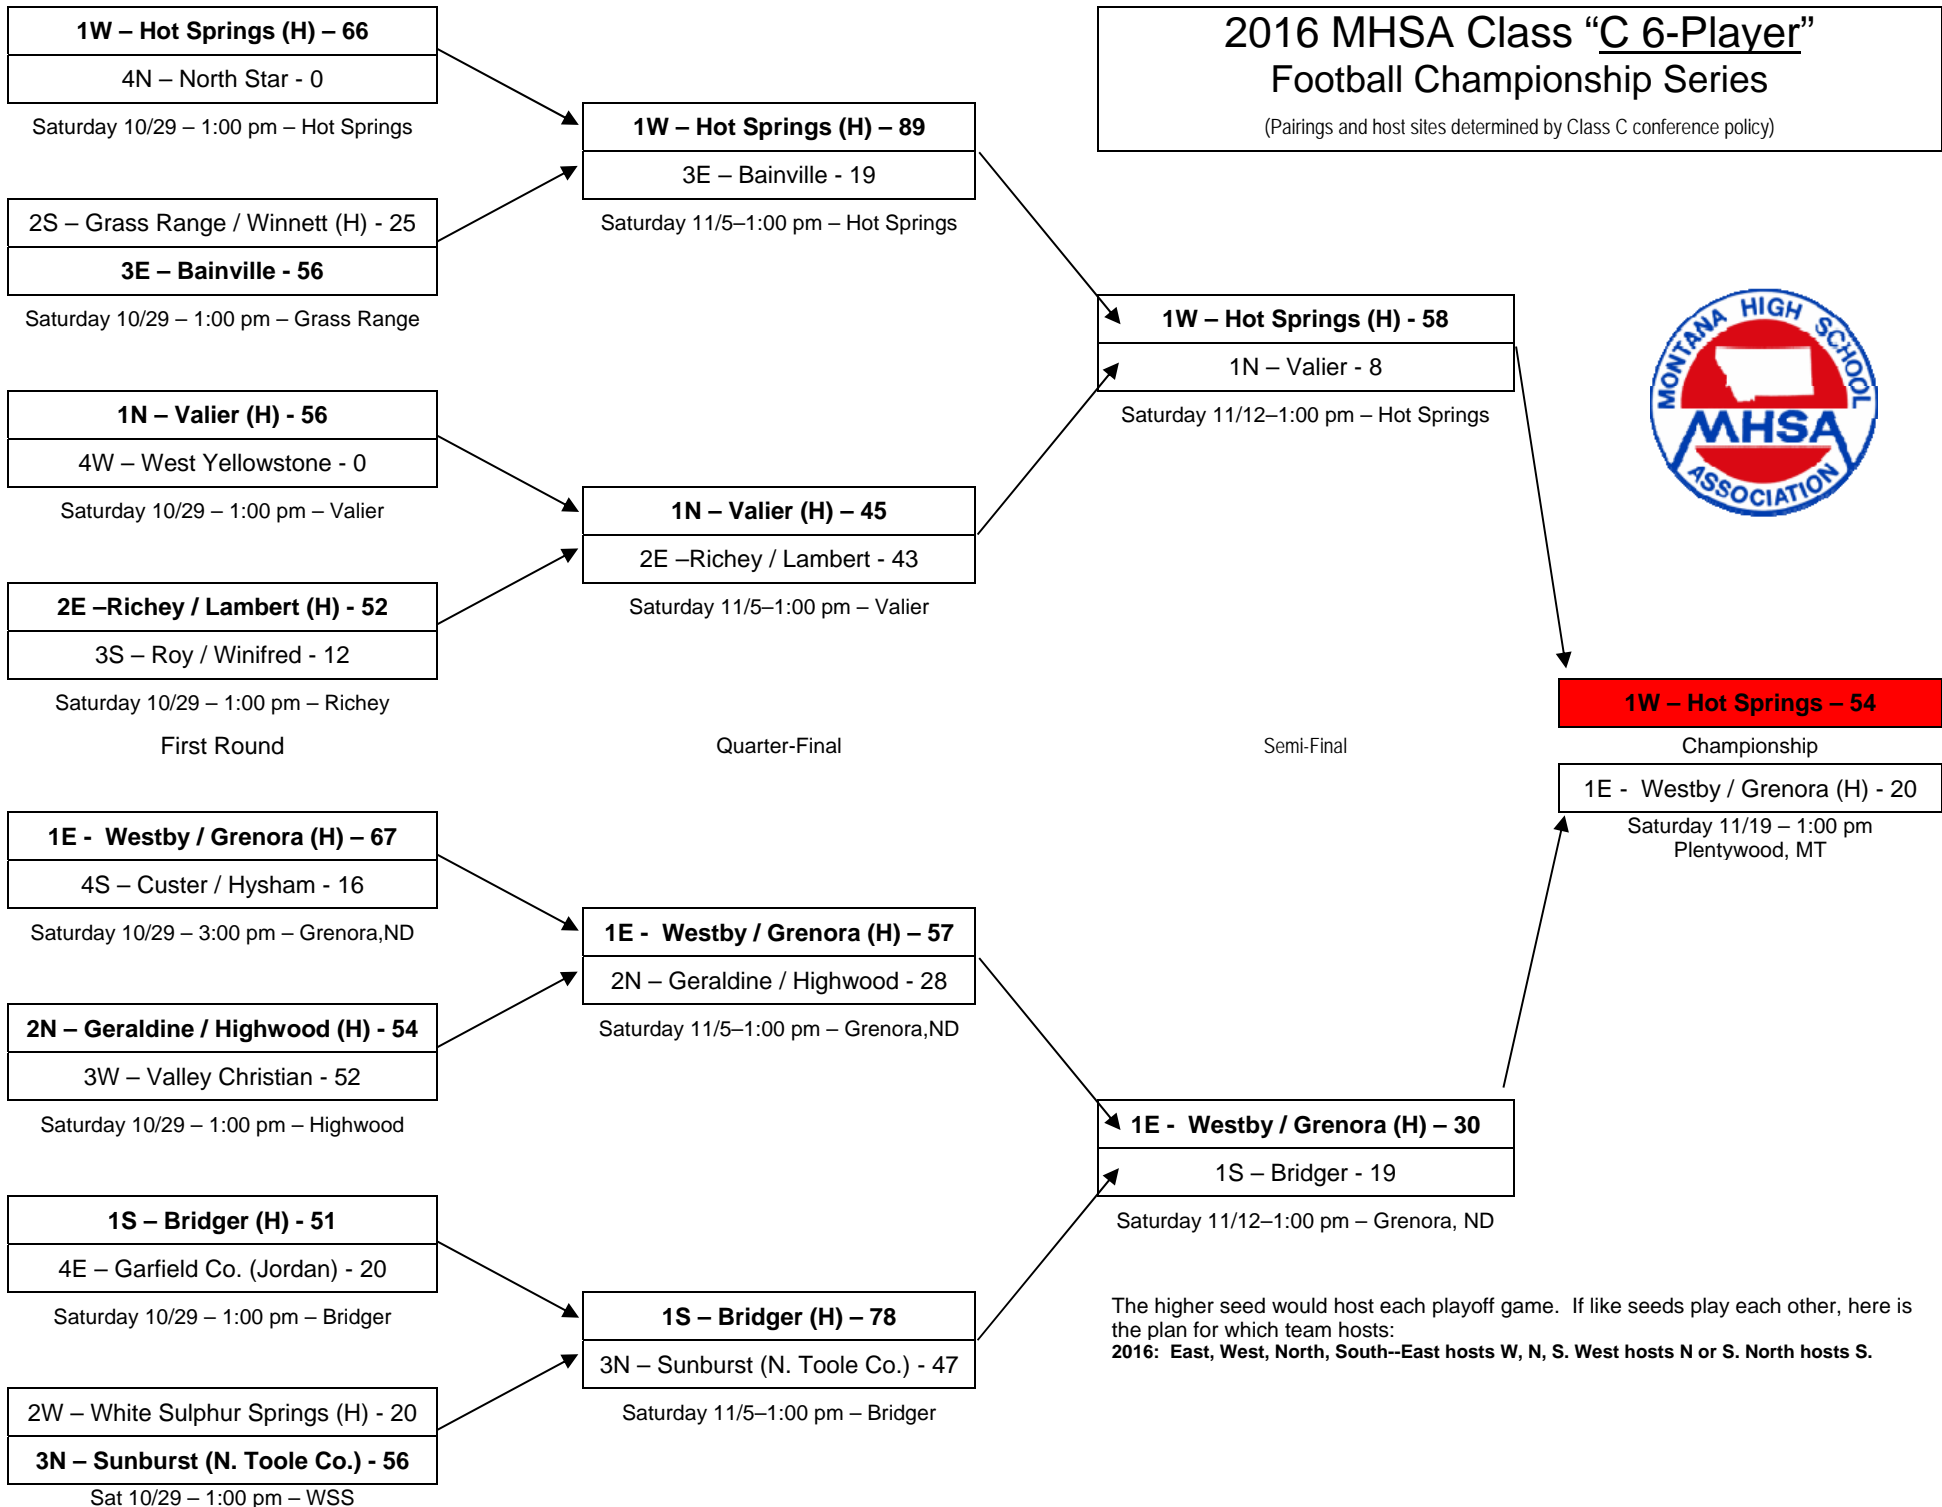 1W – Hot Springs (H) – 66
4N – North Star - 0
Saturday 10/29 – 1:00 pm – Hot Springs
2S – Grass Range / Winnett (H) - 25
3E – Bainville - 56
Saturday 10/29 – 1:00 pm – Grass Range
1N – Valier (H) - 56
4W – West Yellowstone - 0
Saturday 10/29 – 1:00 pm – Valier
2E –Richey / Lambert (H) - 52
3S – Roy / Winifred - 12
Saturday 10/29 – 1:00 pm – Richey
First Round
1E -  Westby / Grenora (H) – 67
4S – Custer / Hysham - 16
Saturday 10/29 – 3:00 pm – Grenora,ND
2N – Geraldine / Highwood (H) - 54
3W – Valley Christian - 52
Saturday 10/29 – 1:00 pm – Highwood
1S – Bridger (H) - 51
4E – Garfield Co. (Jordan) - 20
Saturday 10/29 – 1:00 pm – Bridger
2W – White Sulphur Springs (H) - 20
3N – Sunburst (N. Toole Co.) - 56
Sat 10/29 – 1:00 pm – WSS
1W – Hot Springs (H) – 89
3E – Bainville - 19
Saturday 11/5–1:00 pm – Hot Springs
1N – Valier (H) – 45
2E –Richey / Lambert - 43
Saturday 11/5–1:00 pm – Valier
Quarter-Final
1E -  Westby / Grenora (H) – 57
2N – Geraldine / Highwood - 28
Saturday 11/5–1:00 pm – Grenora,ND
1S – Bridger (H) – 78
3N – Sunburst (N. Toole Co.) - 47
Saturday 11/5–1:00 pm – Bridger
2016 MHSA Class “C 6-Player”
Football Championship Series
(Pairings and host sites determined by Class C conference policy)
1W – Hot Springs (H) - 58
1N – Valier - 8
Saturday 11/12–1:00 pm – Hot Springs
Semi-Final
1E -  Westby / Grenora (H) – 30
1S – Bridger - 19
Saturday 11/12–1:00 pm – Grenora, ND
MONTANA HIGH SCHOOL
MHSA
ASSOCIATION
1W – Hot Springs – 54
Championship
1E -  Westby / Grenora (H) - 20
Saturday 11/19 – 1:00 pm
Plentywood, MT
The higher seed would host each playoff game.  If like seeds play each other, here is
the plan for which team hosts:
2016:  East, West, North, South--East hosts W, N, S. West hosts N or S. North hosts S.